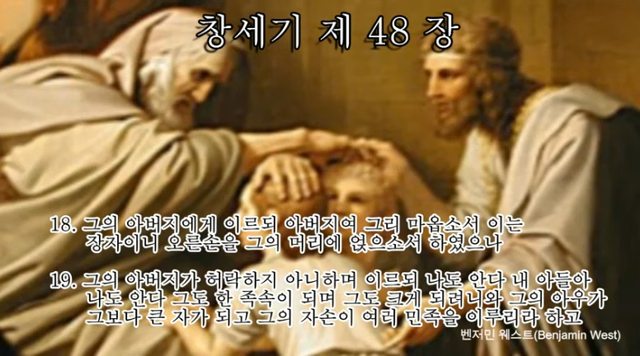 창세기 제 48 장
18. 그의 아버지에게 이르되 아버지여 그리 마옵소서 이는
장자이니 오른손을 그의 머리에 얹으소서 하였으나
19. 그의 아버지가 허락하지 아니하며 이르되 나도 안다 내 아들아
나도 안다 그도 한 족속이 되며 그도 크게 되려니와 그의 아우가
그보다 큰 자가 되고 그의 자손이 여러 민족을 이루리라 하고
벤저민 웨스트(Benjamin West)